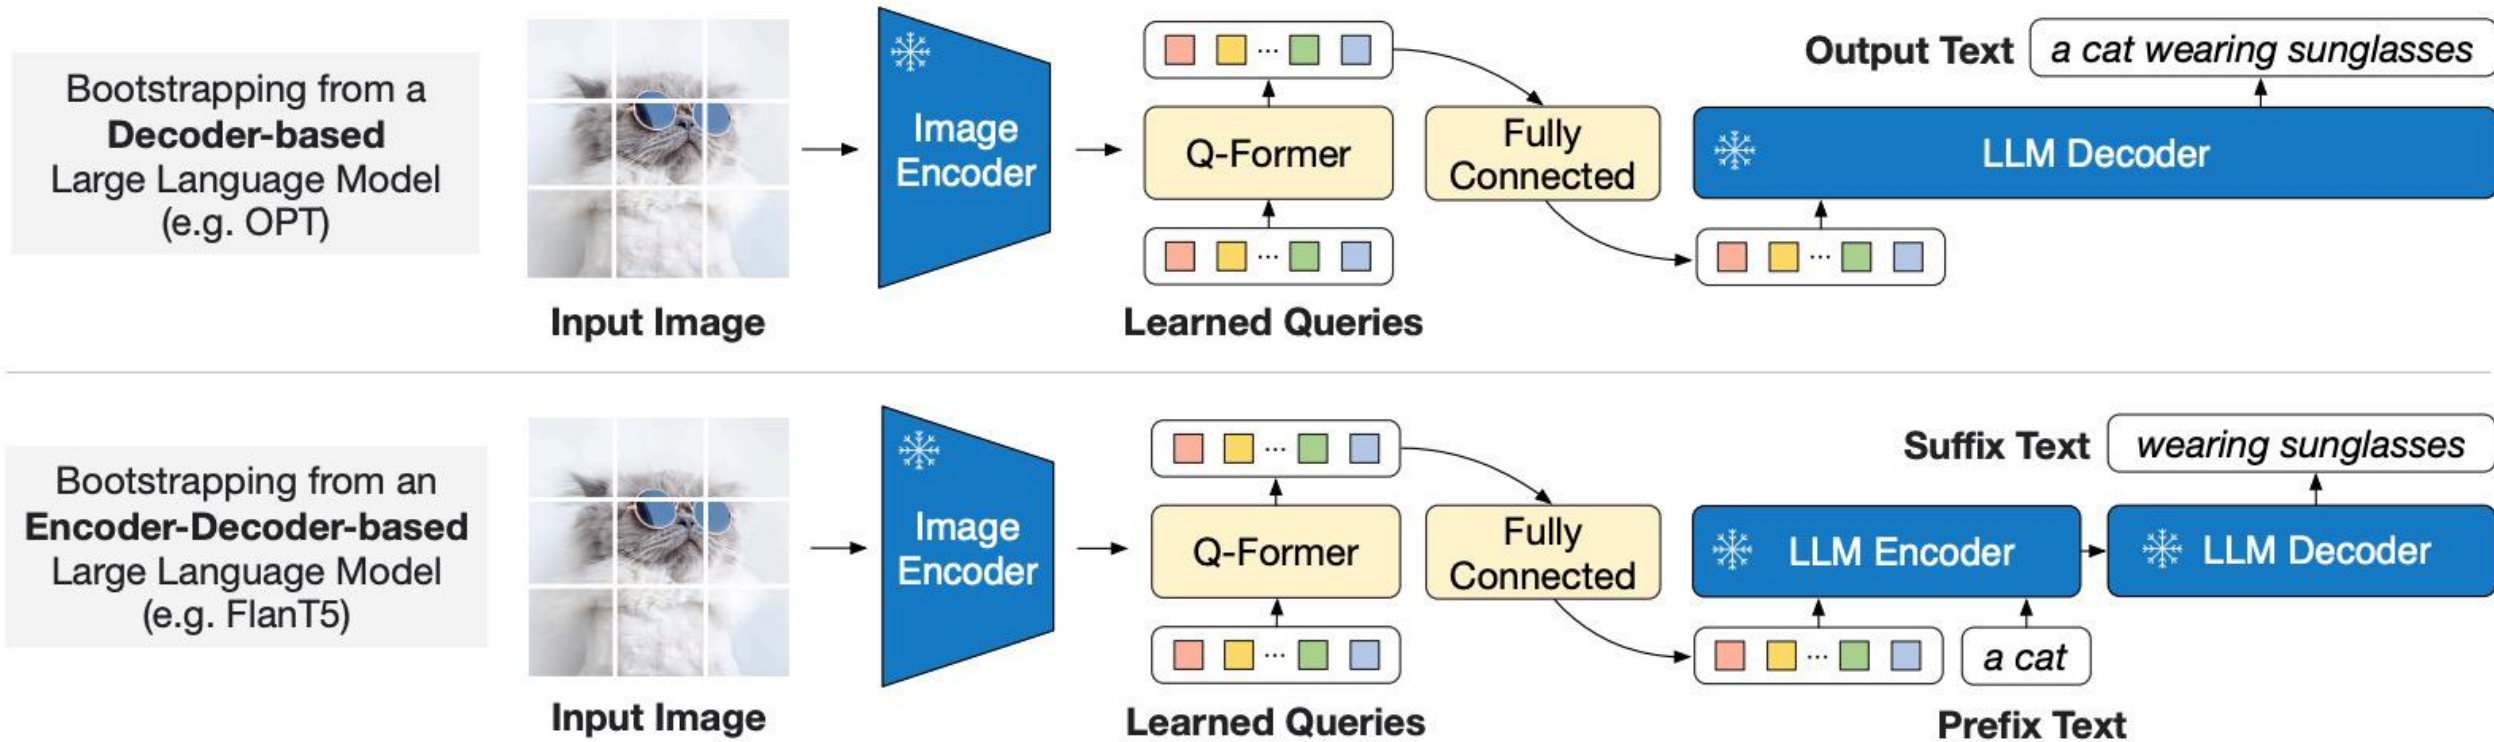 Bootstrapping from a
Decoder-based
Large Language Model
(e.g. OPT)
Input Image
Image
Encoder
...
Q-Former
...
Learned Queries
Fully
Connected
Output Text
a cat wearing sunglasses
LLM Decoder
...
Bootstrapping from an
Encoder-Decoder-based
Large Language Model
(e.g. FlanT5)
Input Image
Image
Encoder
...
Q-Former
...
Learned Queries
Fully
Connected
Suffix Text
wearing sunglasses
LLM Encoder
LLM Decoder
...
a cat
Prefix Text